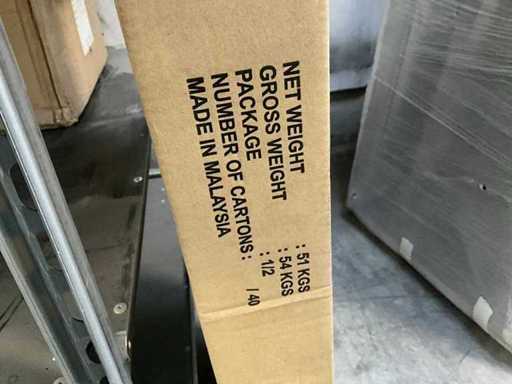 NET WEIGHT : 51 KGS
GROSS WEIGHT : 54 KGS
PACKAGE : 1/2
NUMBER OF CARTONS: / 40
MADE IN MALAYSIA